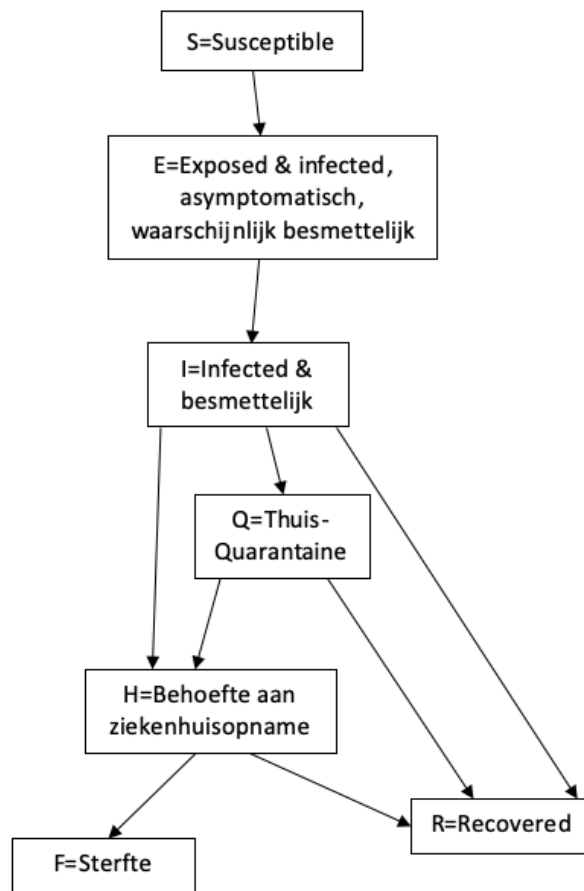 S=Susceptible
E=Exposed & infected,
asymptomatisch,
waarschijnlijk besmettelijk
I=Infected &
besmettelijk
Q=Thuis-
Quarantaine
H=Behoefte aan
ziekenhuisopname
R=Recovered
F=Sterfte